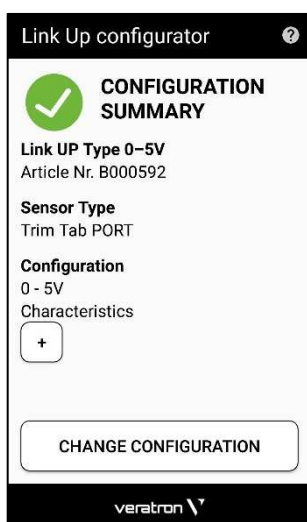 Link Up configurator ?
CONFIGURATION
SUMMARY
Link UP Type 0–5V
Article Nr. B000592
Sensor Type
Trim Tab PORT
Configuration
0 - 5V
Characteristics
+
CHANGE CONFIGURATION
veratron